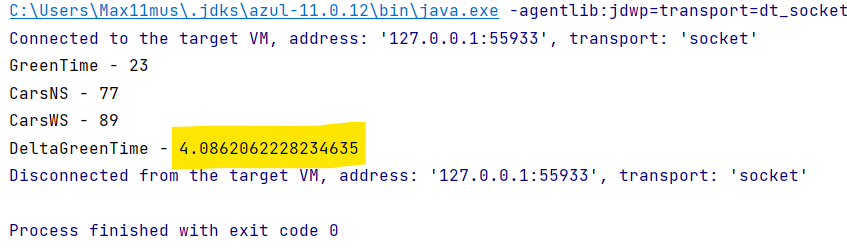 C:\Users\Max11mus\.jdks\azul-11.0.12\bin\java.exe -agentlib:jdwp=transport=dt_socket
Connected to the target VM, address: '127.0.0.1:55933', transport: 'socket'
GreenTime - 23
CarsNS - 77
CarsWS - 89
DeltaGreenTime - 4.0862062228234635
Disconnected from the target VM, address: '127.0.0.1:55933', transport: 'socket'
Process finished with exit code 0